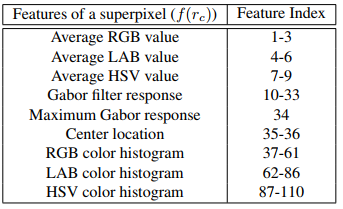 Features of a superpixel (f(r_c)) Feature Index
Average RGB value 1-3
Average LAB value 4-6
Average HSV value 7-9
Gabor filter response 10-33
Maximum Gabor response 34
Center location 35-36
RGB color histogram 37-61
LAB color histogram 62-86
HSV color histogram 87-110